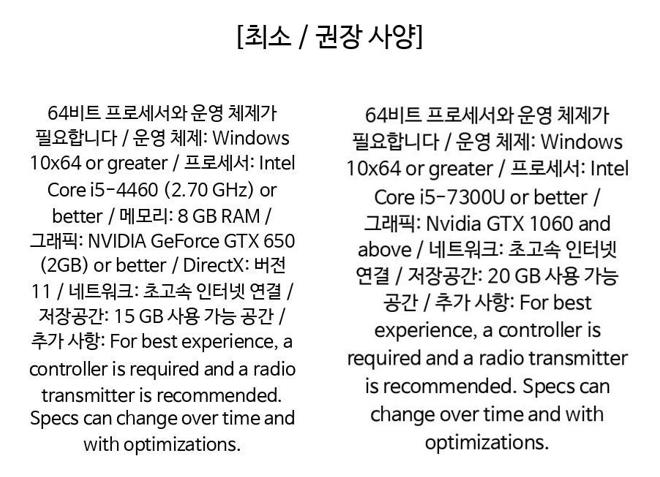 [최소 / 권장 사양]
64비트 프로세서와 운영 체제가
필요합니다 / 운영 체제: Windows
10x64 or greater / 프로세서: Intel
Core i5-4460 (2.70 GHz) or
better / 메모리: 8 GB RAM /
그래픽: NVIDIA GeForce GTX 650
(2GB) or better / DirectX: 버전
11 / 네트워크: 초고속 인터넷 연결 /
저장공간: 15 GB 사용 가능 공간 /
추가 사항: For best experience, a
controller is required and a radio
transmitter is recommended.
Specs can change over time and
with optimizations.
64비트 프로세서와 운영 체제가
필요합니다 / 운영 체제: Windows
10x64 or greater / 프로세서: Intel
Core i5-7300U or better /
그래픽: Nvidia GTX 1060 and
above / 네트워크: 초고속 인터넷
연결 / 저장공간: 20 GB 사용 가능
공간 / 추가 사항: For best
experience, a controller is
required and a radio transmitter
is recommended. Specs can
change over time and with
optimizations.